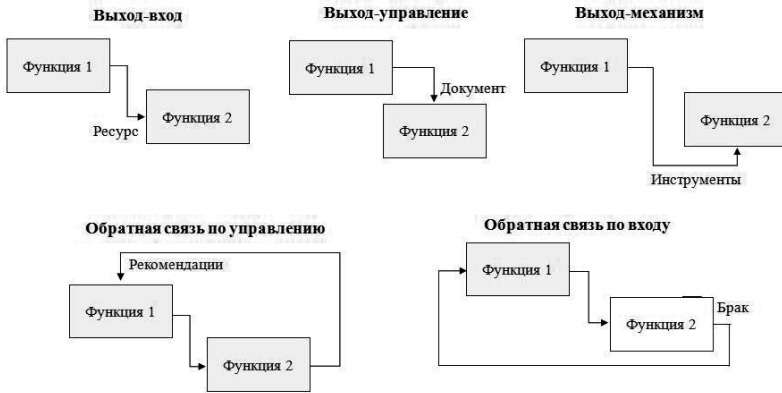 Выход-вход
Выход-управление
Выход-механизм
Функция 1
Функция 2
Ресурс
Функция 1
Документ
Функция 2
Функция 1
Функция 2
Инструменты
Обратная связь по управлению
Рекомендации
Функция 1
Функция 2
Обратная связь по входу
Функция 1
Брак
Функция 2